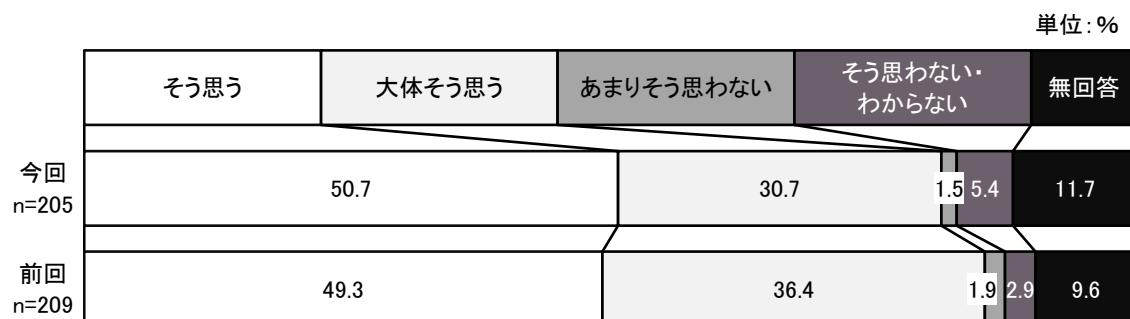 単位:%
そう思う 大体そう思う あまりそう思わない そう思わない・ 無回答
わからない
今回
n=205
50.7 30.7 1.5 5.4 11.7
前回
n=209
49.3 36.4 1.9 2.9 9.6